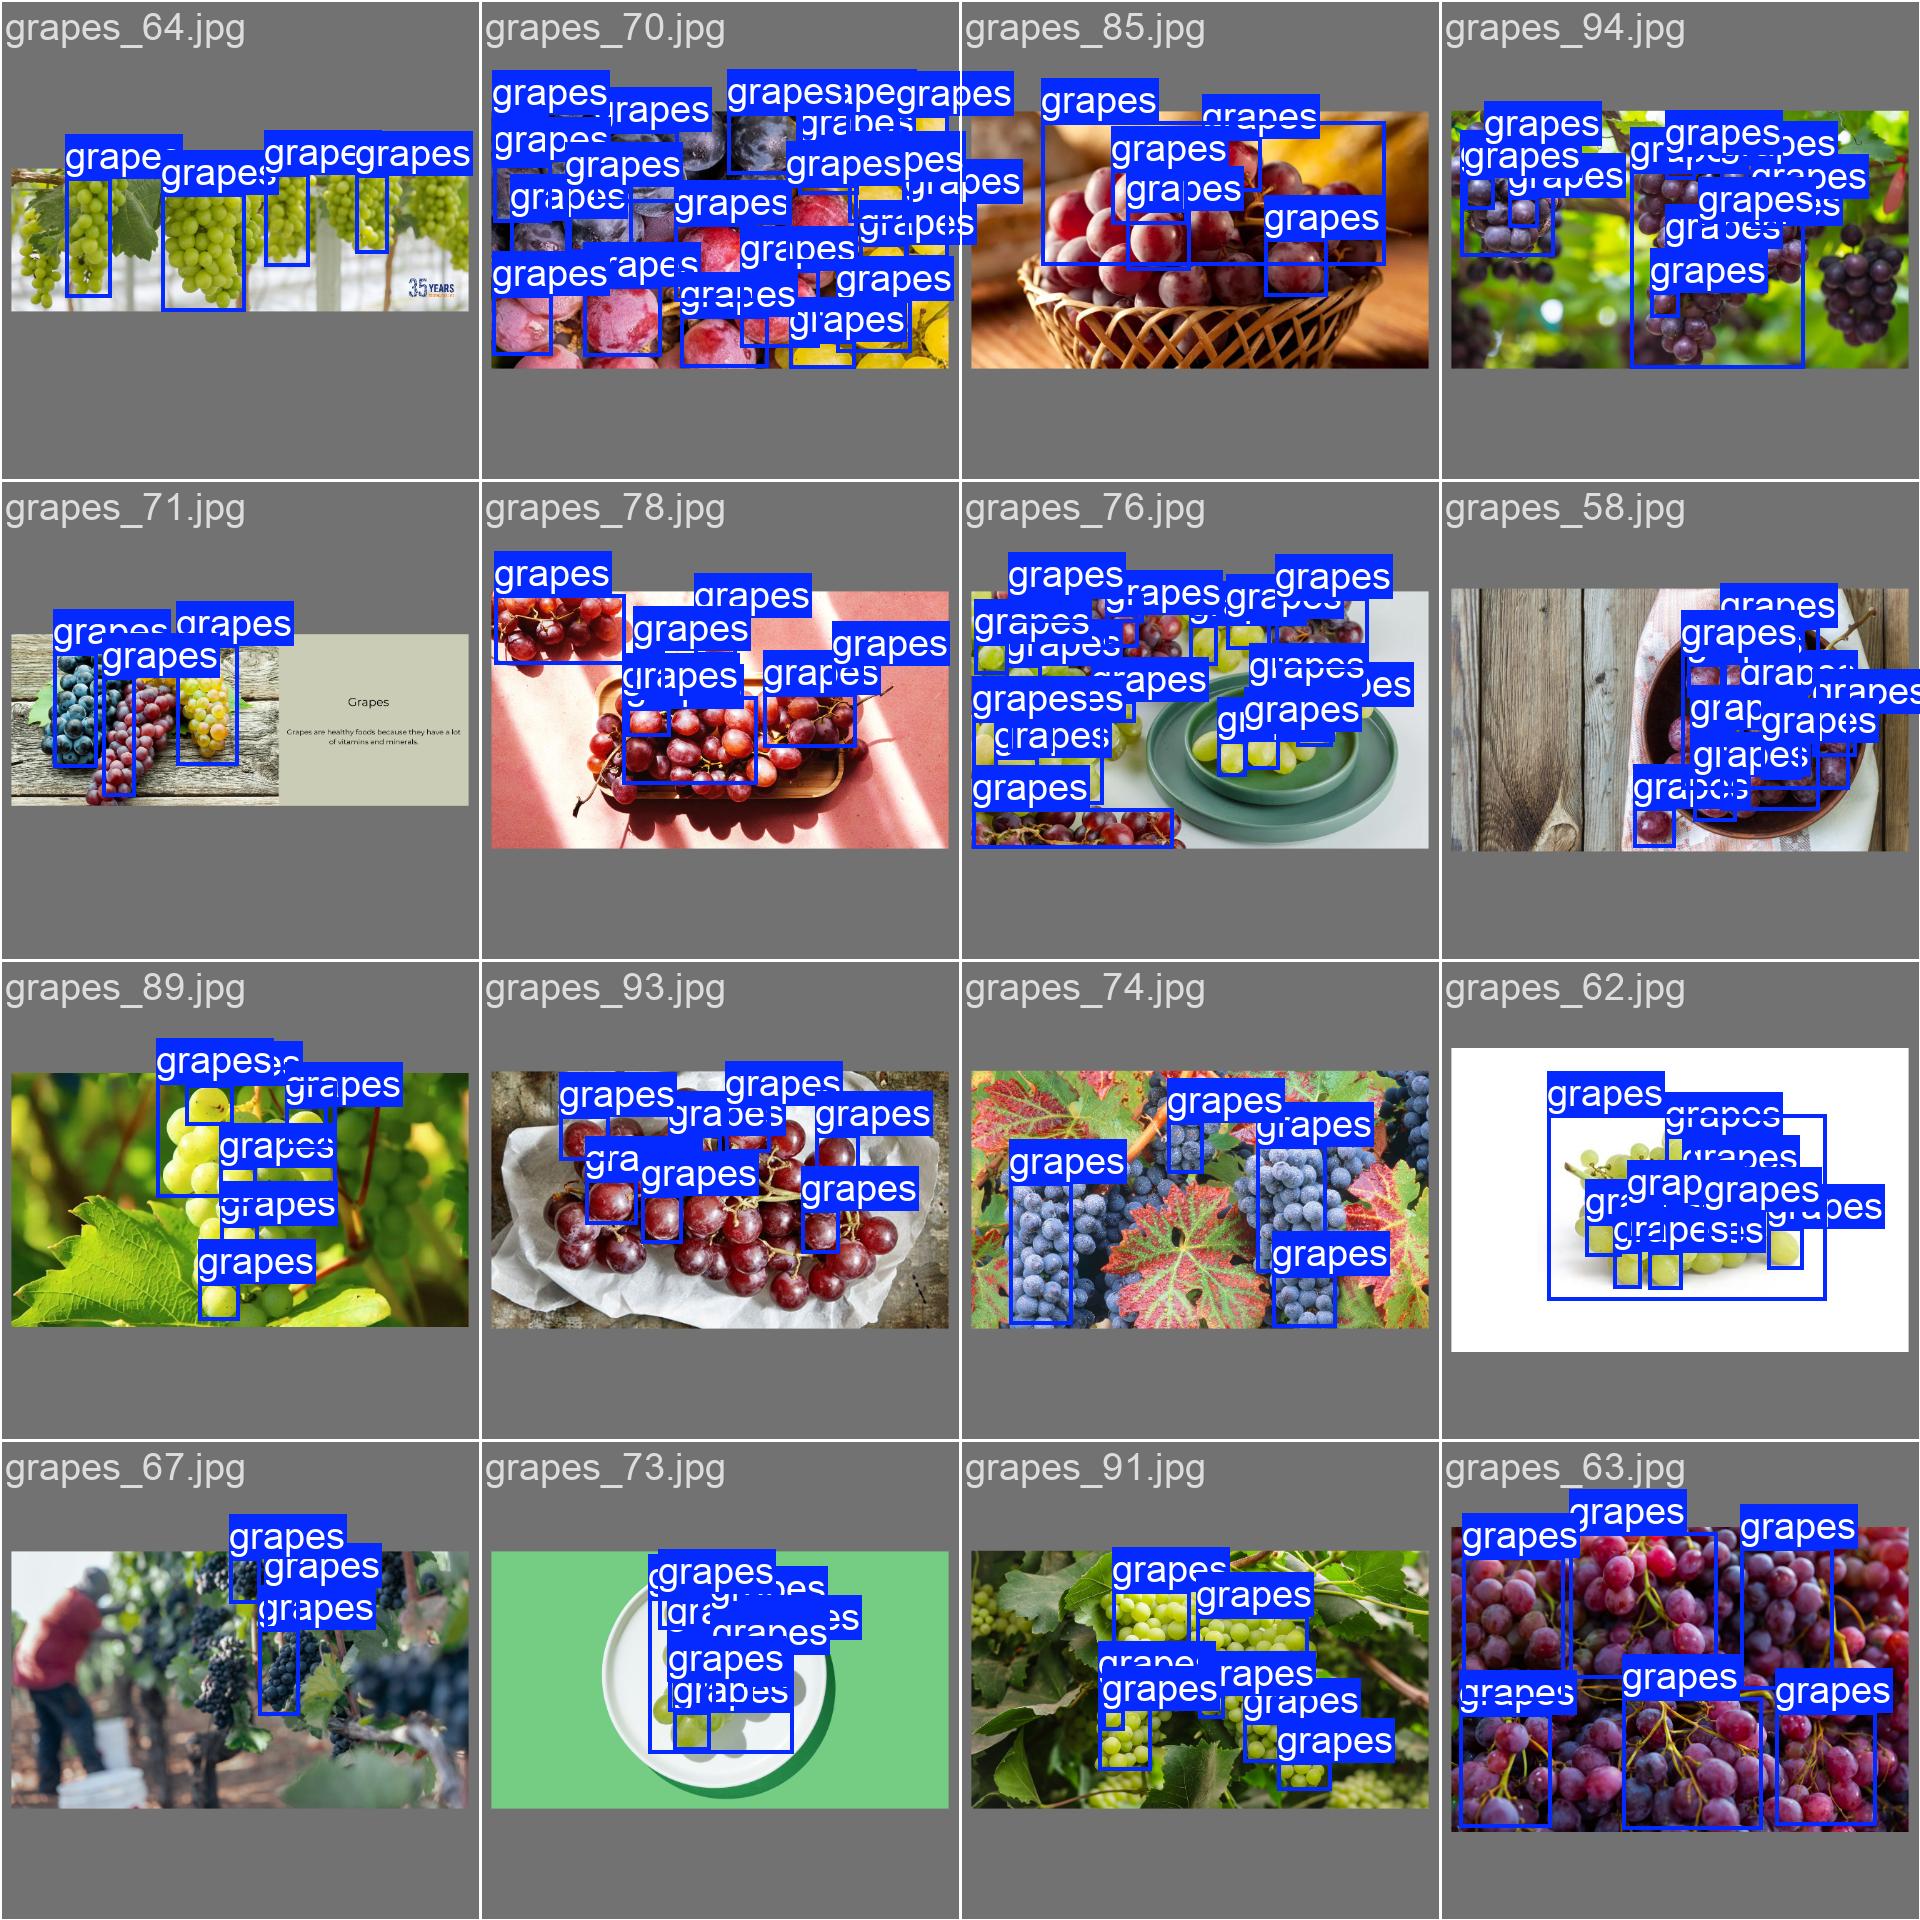 grapes_64.jpg
grapes_70.jpg
grapes_85.jpg
grapes_94.jpg
grapes grapes grapes grapes
35 YEARS
grapes grapes grapes grapes
grapes grapes
grapes grapes grapes
grapes grapes
grapes grapes grapes
grapes grapes grapes
grapes grapes
grapes grapes
grapes
grapes
grapes
grapes grapes
grapes grapes
grapes
grapes grapes
grapes grapes
grapes
grapes
grapes_71.jpg
grapes_78.jpg
grapes_76.jpg
grapes_58.jpg
grapes grapes
grapes
Grapes
Grapes are healthy foods because they have a lot
of vitamins and minerals.
grapes
grapes
grapes grapes
grapes grapes
grapes grapes
grapes grapes
grapes grapes
grapes grapes
grapes grapes
grapes
grapes
grapes
grapes
grapes
grapes
grapes
grapes
grapes
grapes_89.jpg
grapes_93.jpg
grapes_74.jpg
grapes_62.jpg
grapes
grapes
grapes
grapes
grapes
grapes grapes
grapes grapes
grapes
grapes
grapes
grapes
grapes
grapes
grapes
grapes
grapes
grapes
grapes
grapes
grapes_67.jpg
grapes_73.jpg
grapes_91.jpg
grapes_63.jpg
grapes
grapes
grapes
grapes
grapes
grapes
grapes
grapes
grapes
grapes
grapes
grapes
grapes
grapes
grapes grapes grapes
grapes grapes grapes